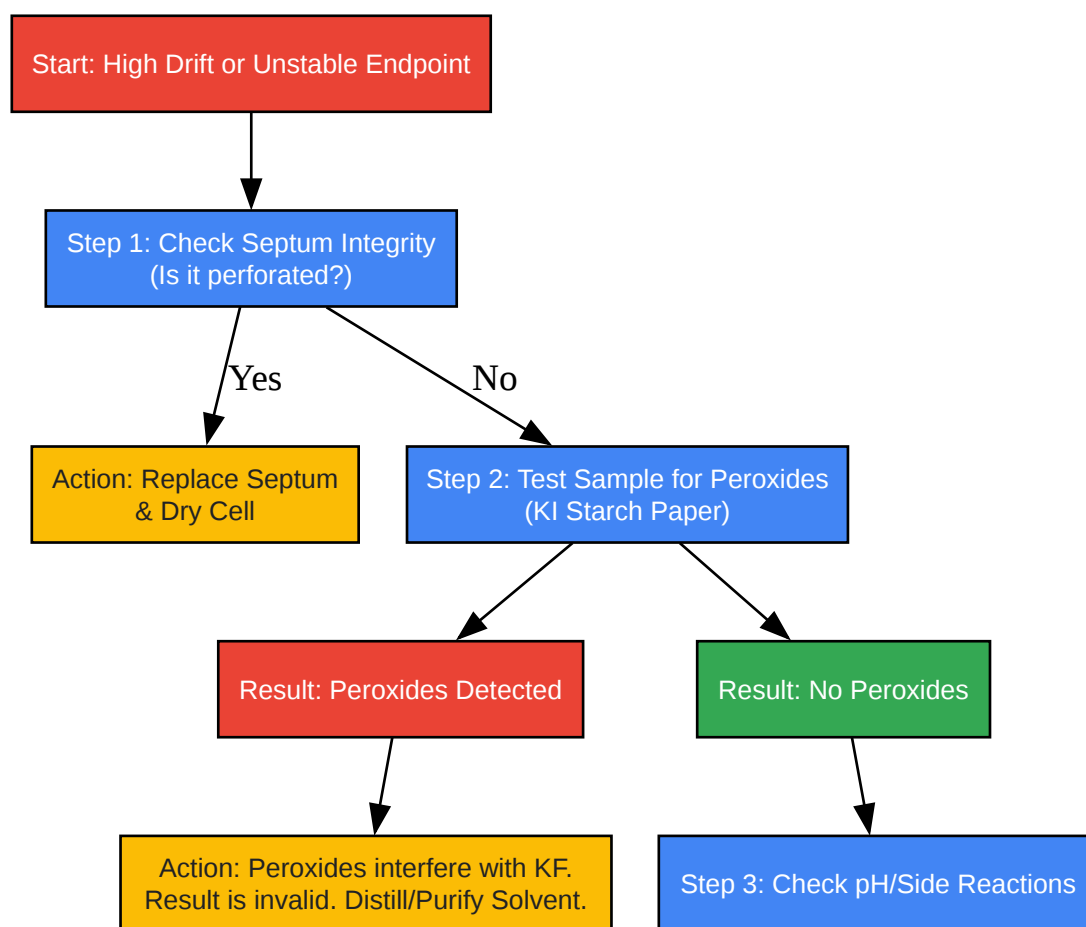 Start: High Drift or Unstable Endpoint
Step 1: Check Septum Integrity
(Is it perforated?)
Yes
No
Action: Replace Septum
& Dry Cell
Step 2: Test Sample for Peroxides
(KI Starch Paper)
Result: Peroxides Detected
Result: No Peroxides
Action: Peroxides interfere with KF.
Result is invalid. Distill/Purify Solvent.
Step 3: Check pH/Side Reactions